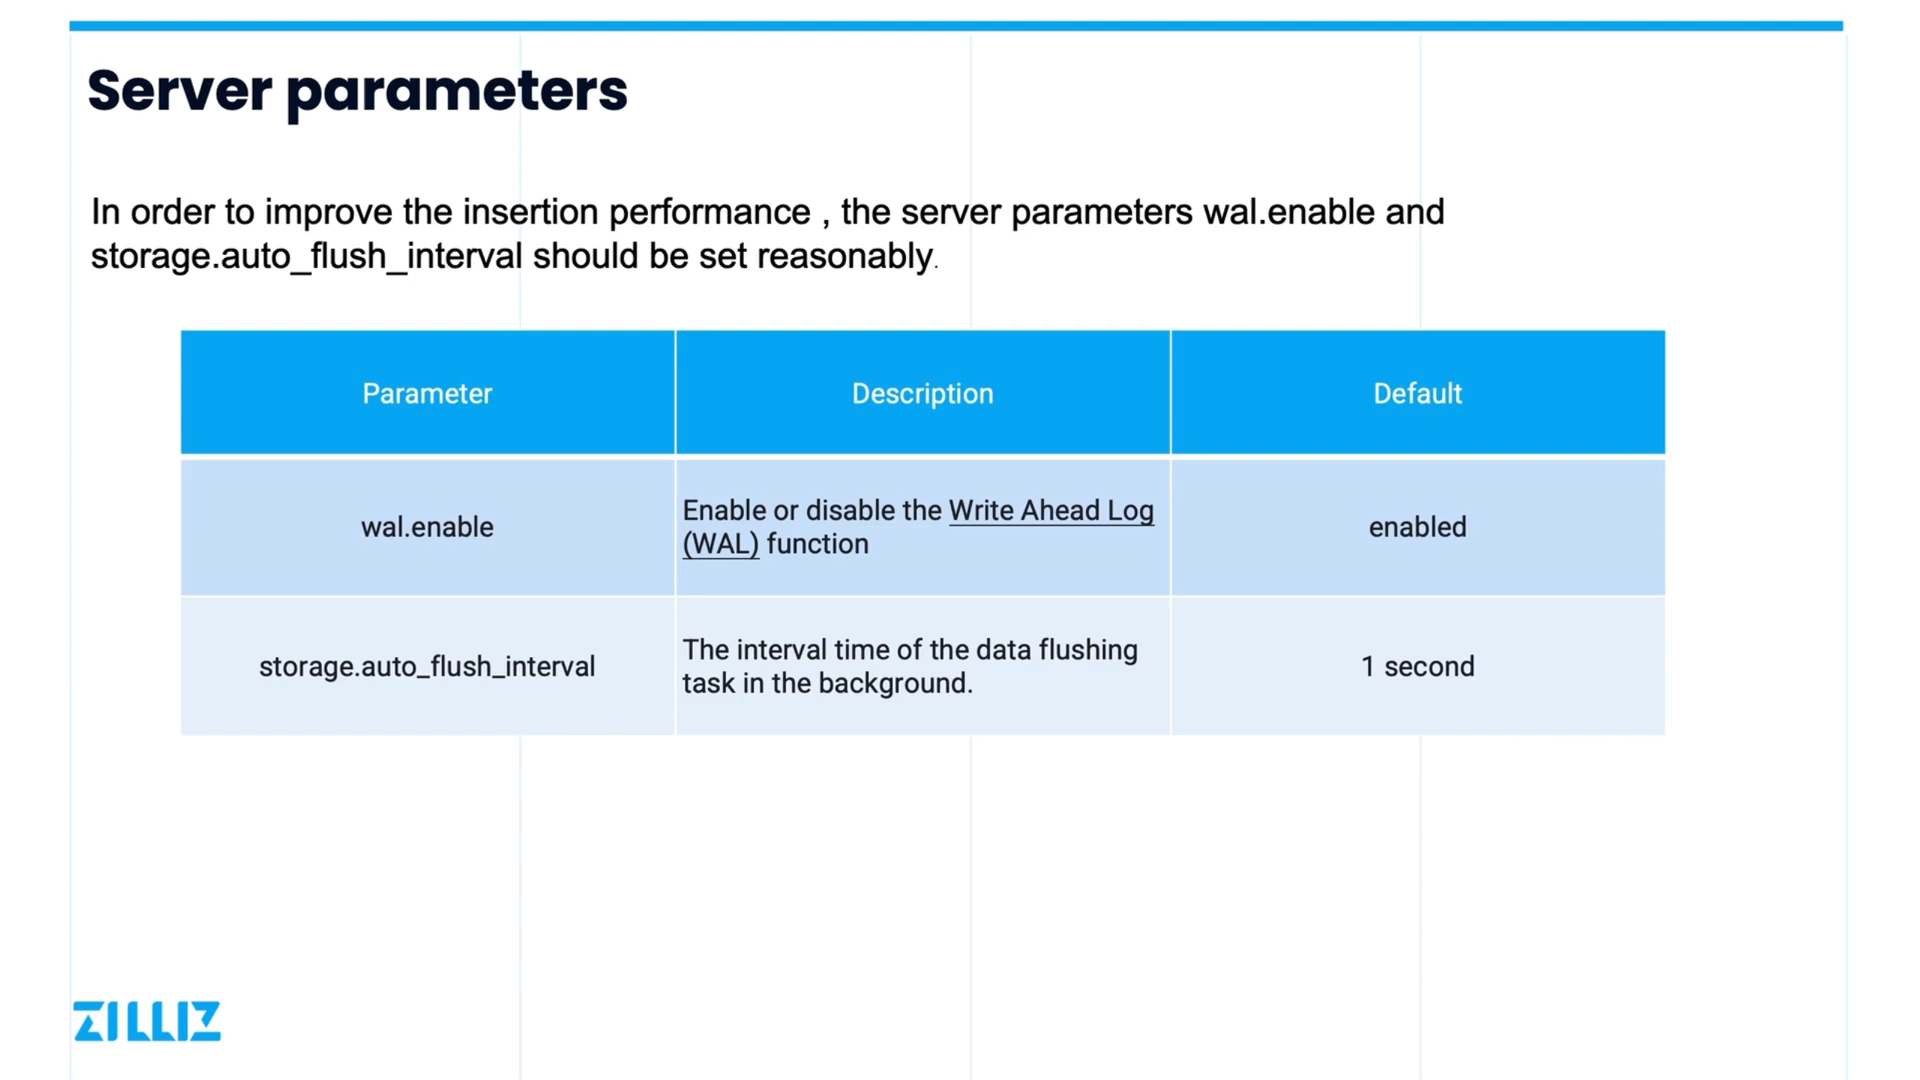 Server parameters
In order to improve the insertion performance , the server parameters wal.enable and
storage.auto_flush_interval should be set reasonably.
Parameter
Description
Default
wal.enable
Enable or disable the Write Ahead Log
(WAL) function
enabled
storage.auto_flush_interval
The interval time of the data flushing
task in the background.
1 second
ZILLIZ